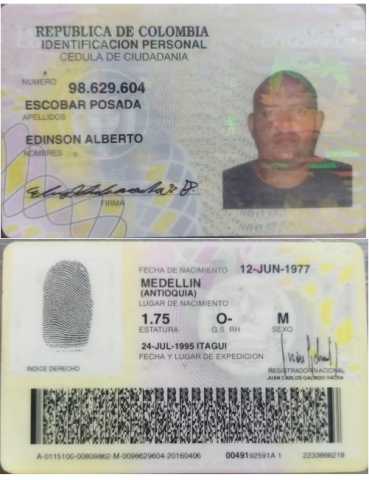 REPUBLICA DE COLOMBIA
IDENTIFICACION PERSONAL
CEDULA DE CIUDADANIA
NUMERO 98.629.604
ESCOBAR POSADA
APELLIDOS
EDINSON ALBERTO
NOMBRES
FIRMA
FECHA DE NACIMIENTO 12-JUN-1977
MEDELLIN
(ANTIOQUIA)
LUGAR DE NACIMIENTO
1.75 O- M
ESTATURA G.S. RH SEXO
24-JUL-1995 ITAGUI
FECHA Y LUGAR DE EXPEDICION
INDICE DERECHO
REGISTRADOR NACIONAL
JUAN CARLOS GALINDO VACHA
A-0115100-00809862-M-0098629604-20160406 0049192591A 1 2233868218